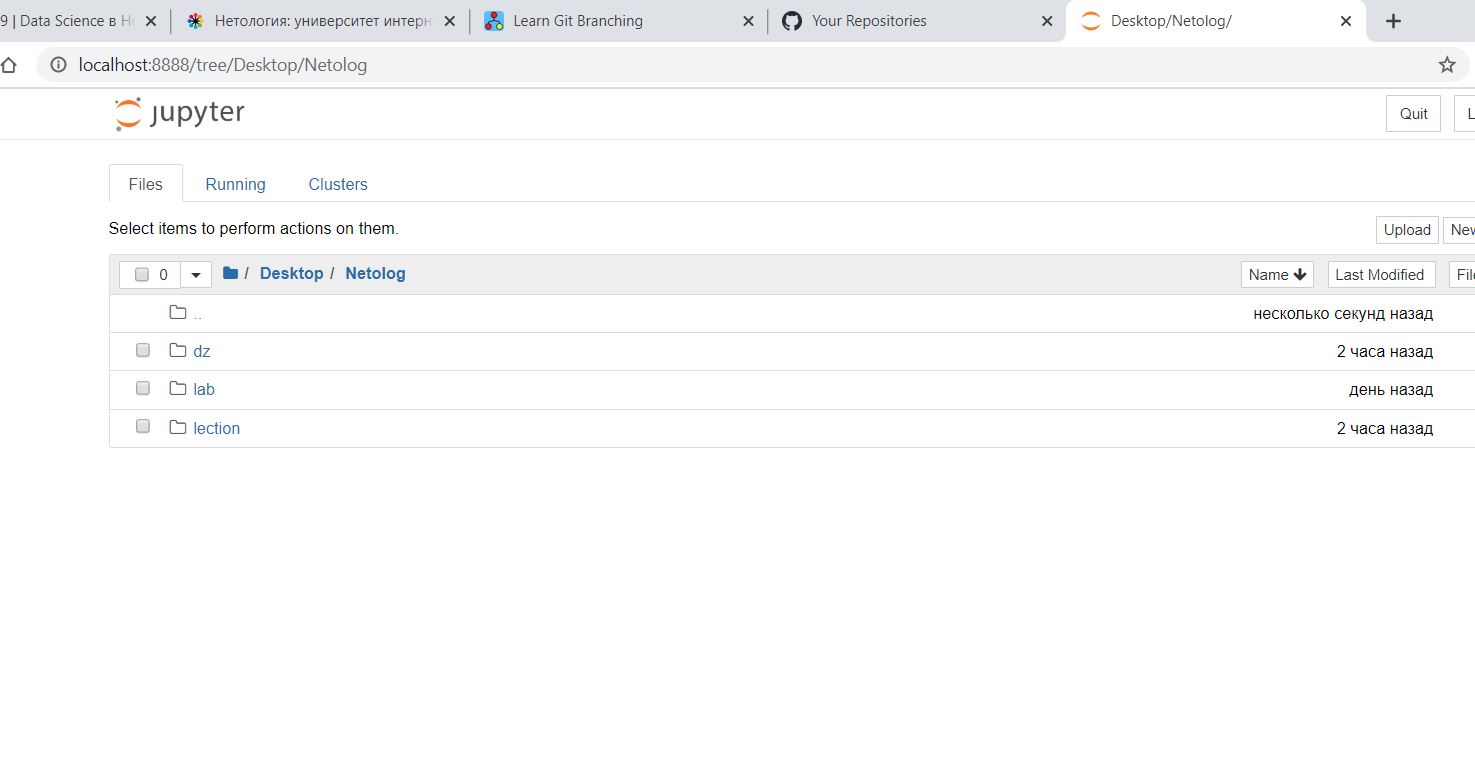 9 | Data Science в Не
Нетология: университет интерн
Learn Git Branching
Your Repositories
Desktop/Netolog/
localhost:8888/tree/Desktop/Netolog
jupyter
Quit
L
Files
Running
Clusters
Select items to perform actions on them.
Upload
New
0
/ Desktop / Netolog
Name
Last Modified
File
..
несколько секунд назад
dz
2 часа назад
lab
день назад
lection
2 часа назад